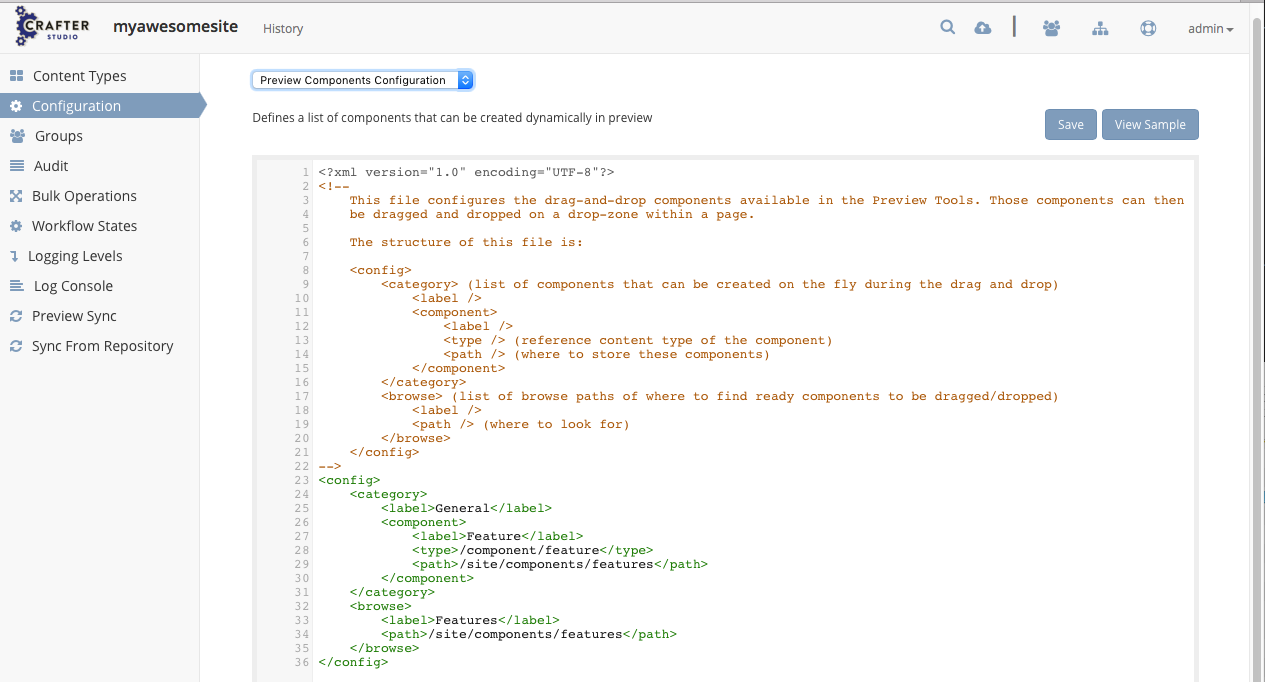 CRAFTER
STUDIO
myawesomesite
History
admin
Content Types
Configuration
Groups
Audit
Bulk Operations
Workflow States
Logging Levels
Log Console
Preview Sync
Sync From Repository
Preview Components Configuration
Defines a list of components that can be created dynamically in preview
Save
View Sample
1 <?xml version="1.0" encoding="UTF-8"?>
2 <!--
3     This file configures the drag-and-drop components available in the Preview Tools. Those components can then
4     be dragged and dropped on a drop-zone within a page.
5
6     The structure of this file is:
7
8     <config>
9         <category> (list of components that can be created on the fly during the drag and drop)
10             <label />
11             <component>
12                 <label />
13                 <type /> (reference content type of the component)
14                 <path /> (where to store these components)
15             </component>
16         </category>
17         <browse> (list of browse paths of where to find ready components to be dragged/dropped)
18             <label />
19             <path /> (where to look for)
20         </browse>
21     </config>
22 -->
23 <config>
24     <category>
25         <label>General</label>
26         <component>
27             <label>Feature</label>
28             <type>/component/feature</type>
29             <path>/site/components/features</path>
30         </component>
31     </category>
32     <browse>
33         <label>Features</label>
34         <path>/site/components/features</path>
35     </browse>
36 </config>